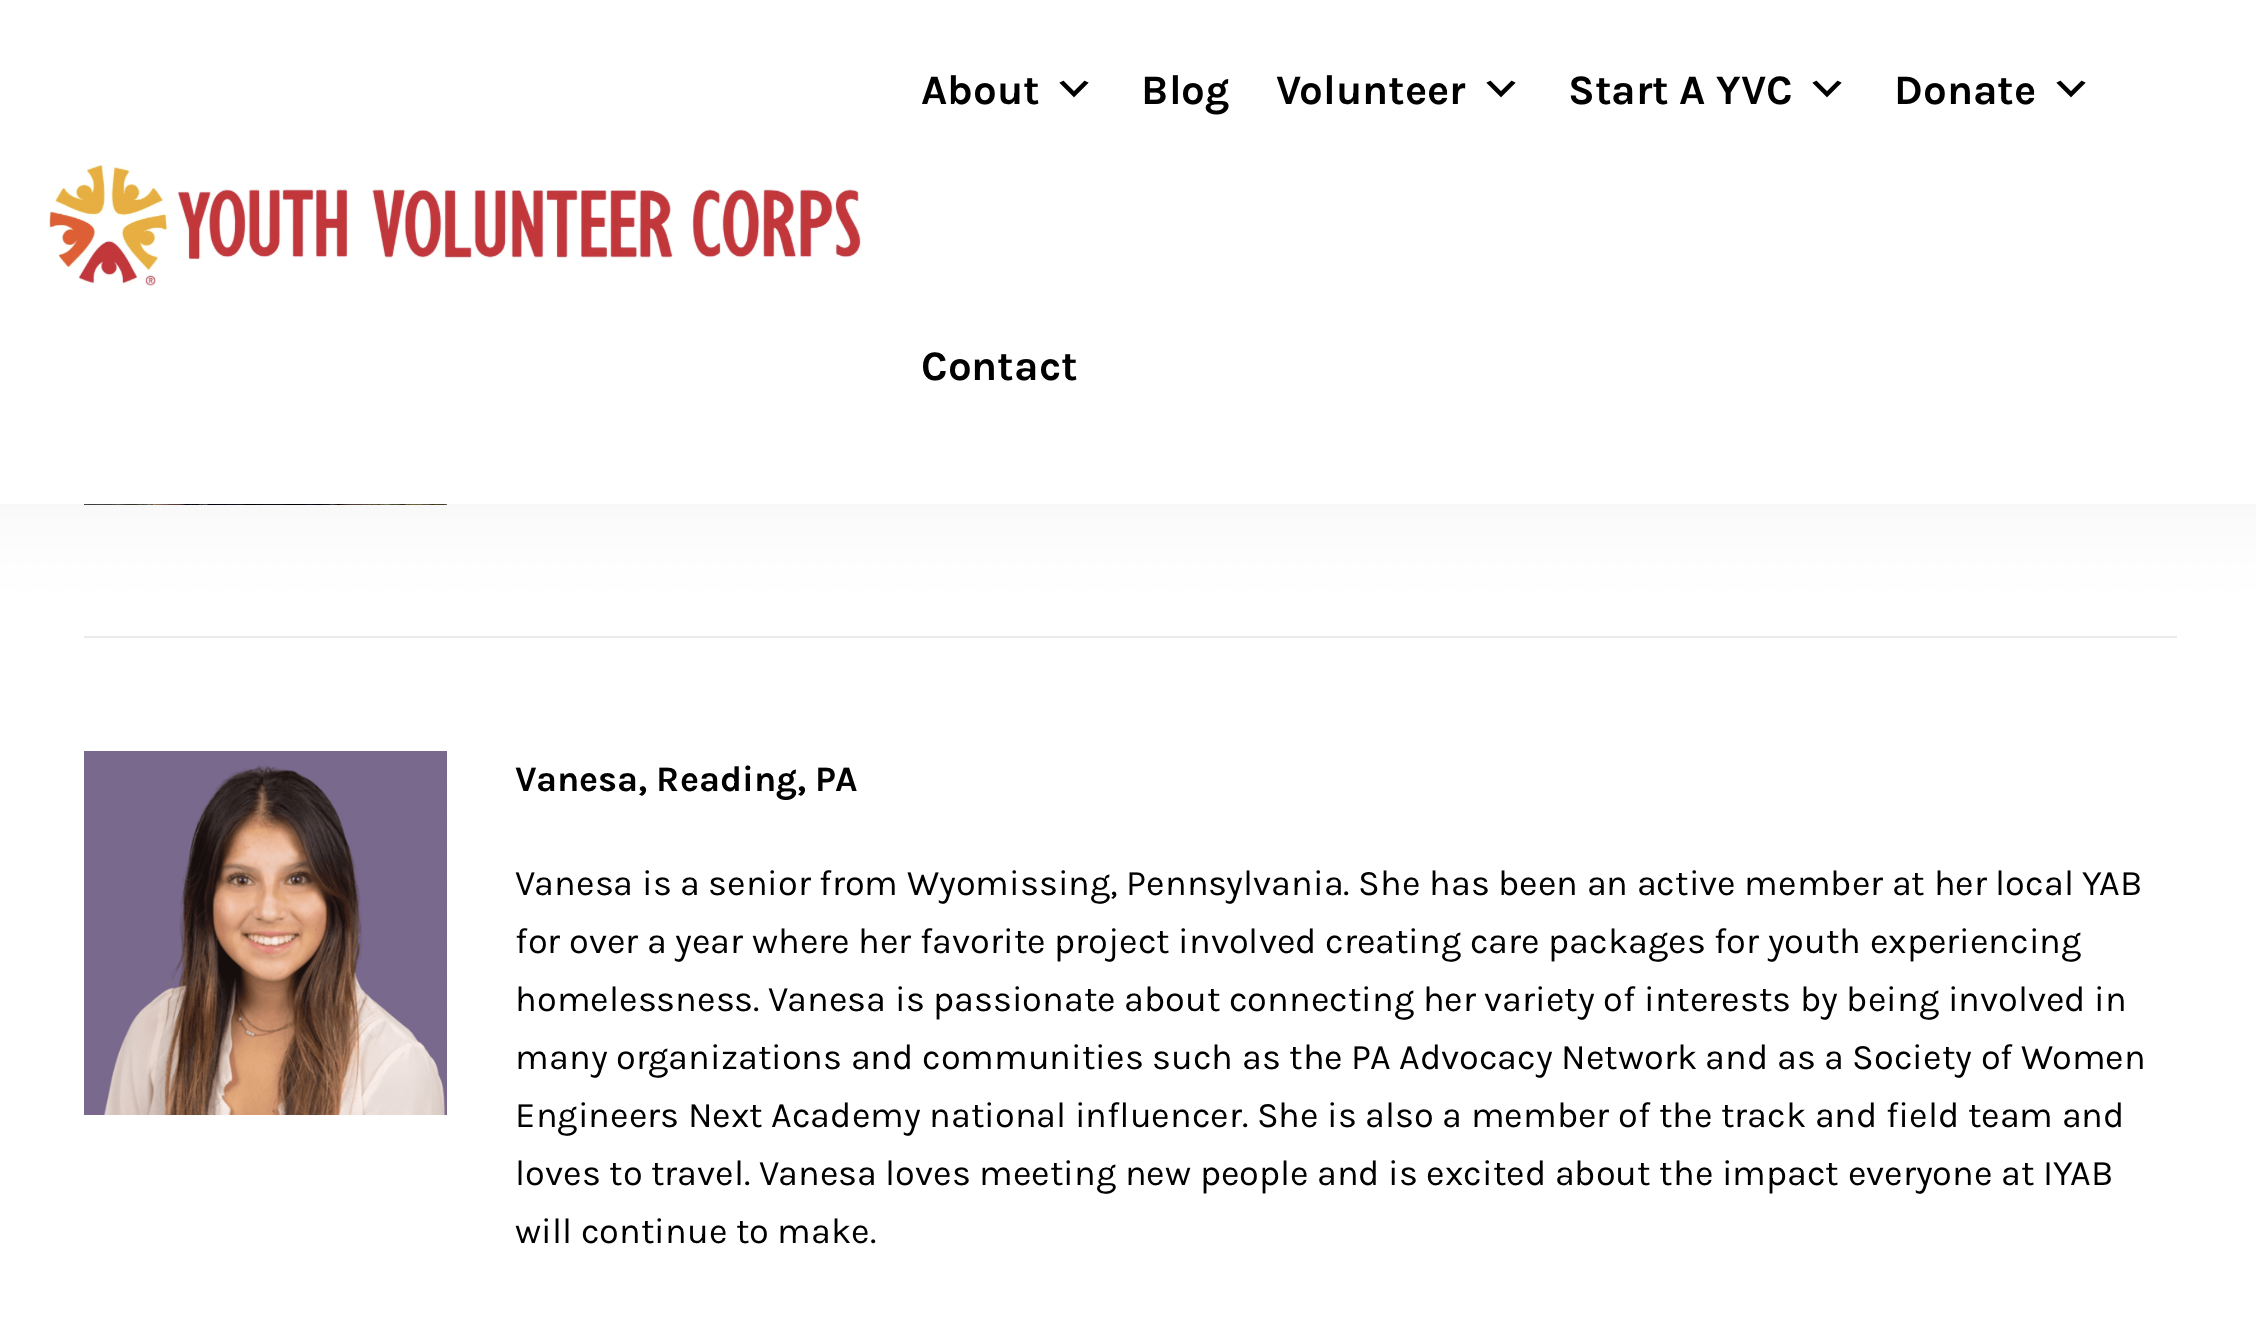 About
Blog
Volunteer
Start A YVC
Donate
YOUTH VOLUNTEER CORPS
®
Contact
Vanesa, Reading, PA
Vanesa is a senior from Wyomissing, Pennsylvania. She has been an active member at her local YAB
for over a year where her favorite project involved creating care packages for youth experiencing
homelessness. Vanesa is passionate about connecting her variety of interests by being involved in
many organizations and communities such as the PA Advocacy Network and as a Society of Women
Engineers Next Academy national influencer. She is also a member of the track and field team and
loves to travel. Vanesa loves meeting new people and is excited about the impact everyone at IYAB
will continue to make.